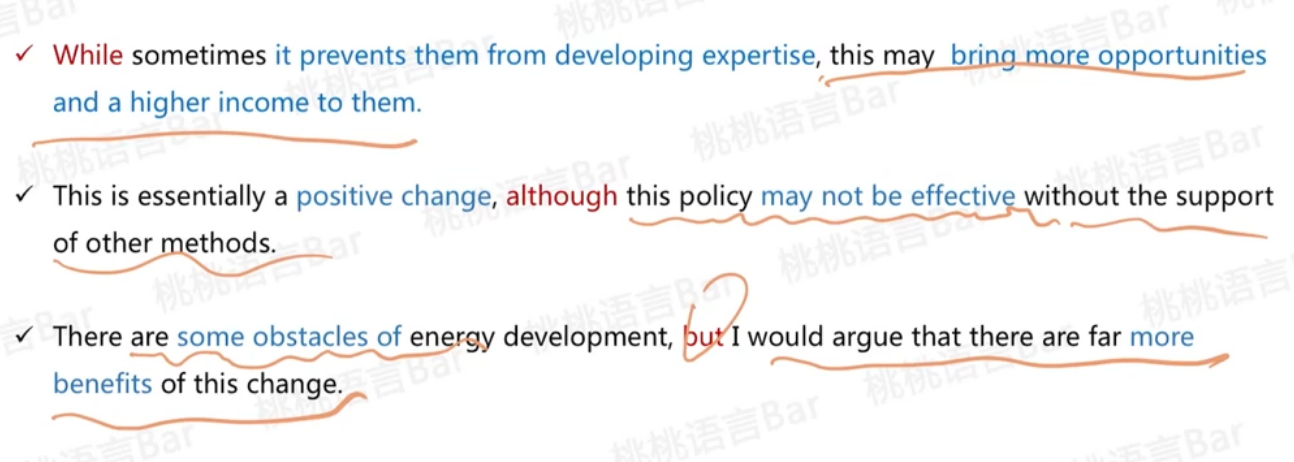 ✓ While sometimes it prevents them from developing expertise, this may bring more opportunities
and a higher income to them.
✓ This is essentially a positive change, although this policy may not be effective without the support
of other methods.
✓ There are some obstacles of energy development, but I would argue that there are far more
benefits of this change.
桃桃语言Bar